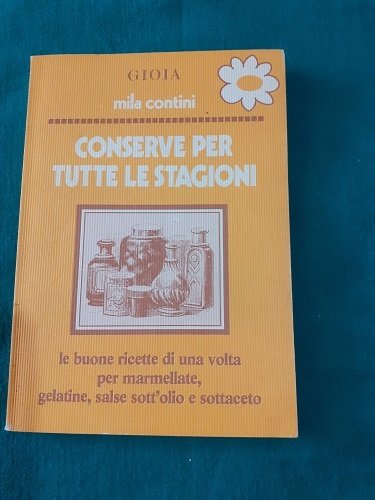 GIOIA
mila contini
CONSERVE PER
TUTTE LE STAGIONI
le buone ricette di una volta
per marmellate,
gelatine, salse sott'olio e sottaceto